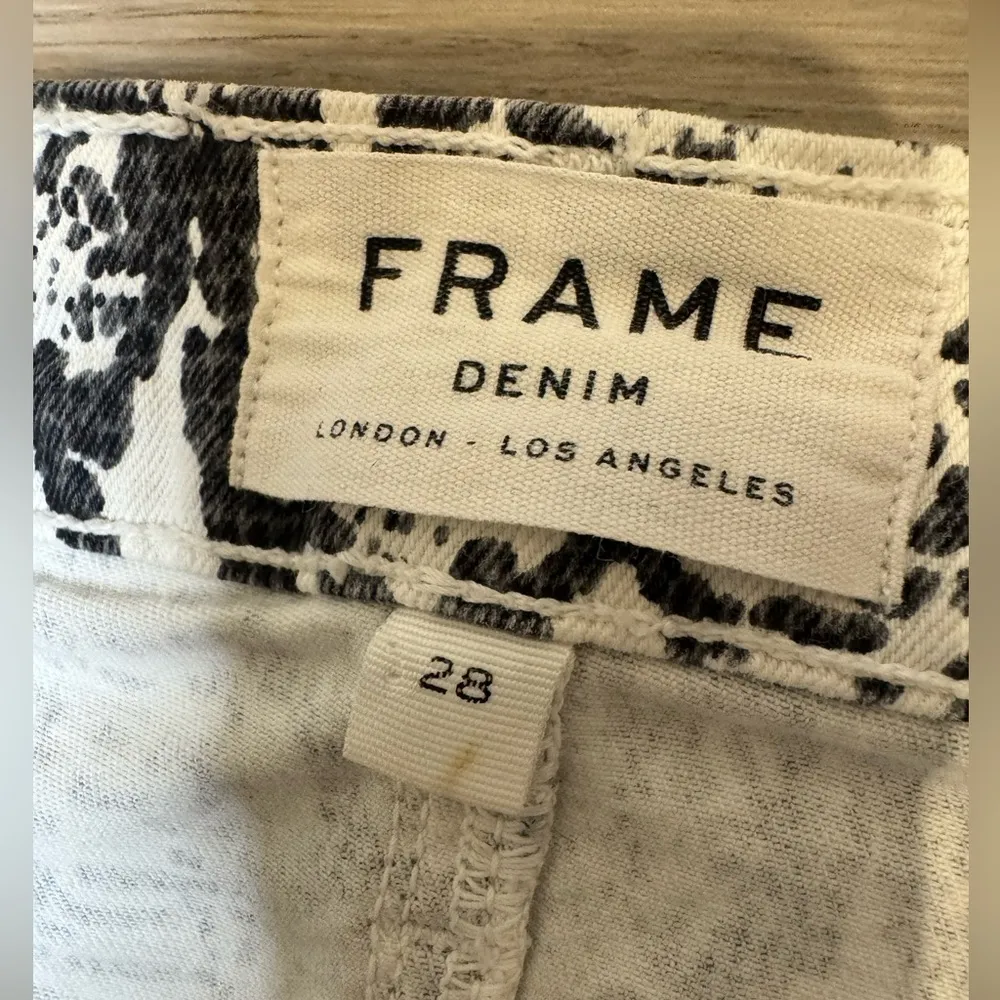 FRAME
DENIM
LONDON - LOS ANGELES
28